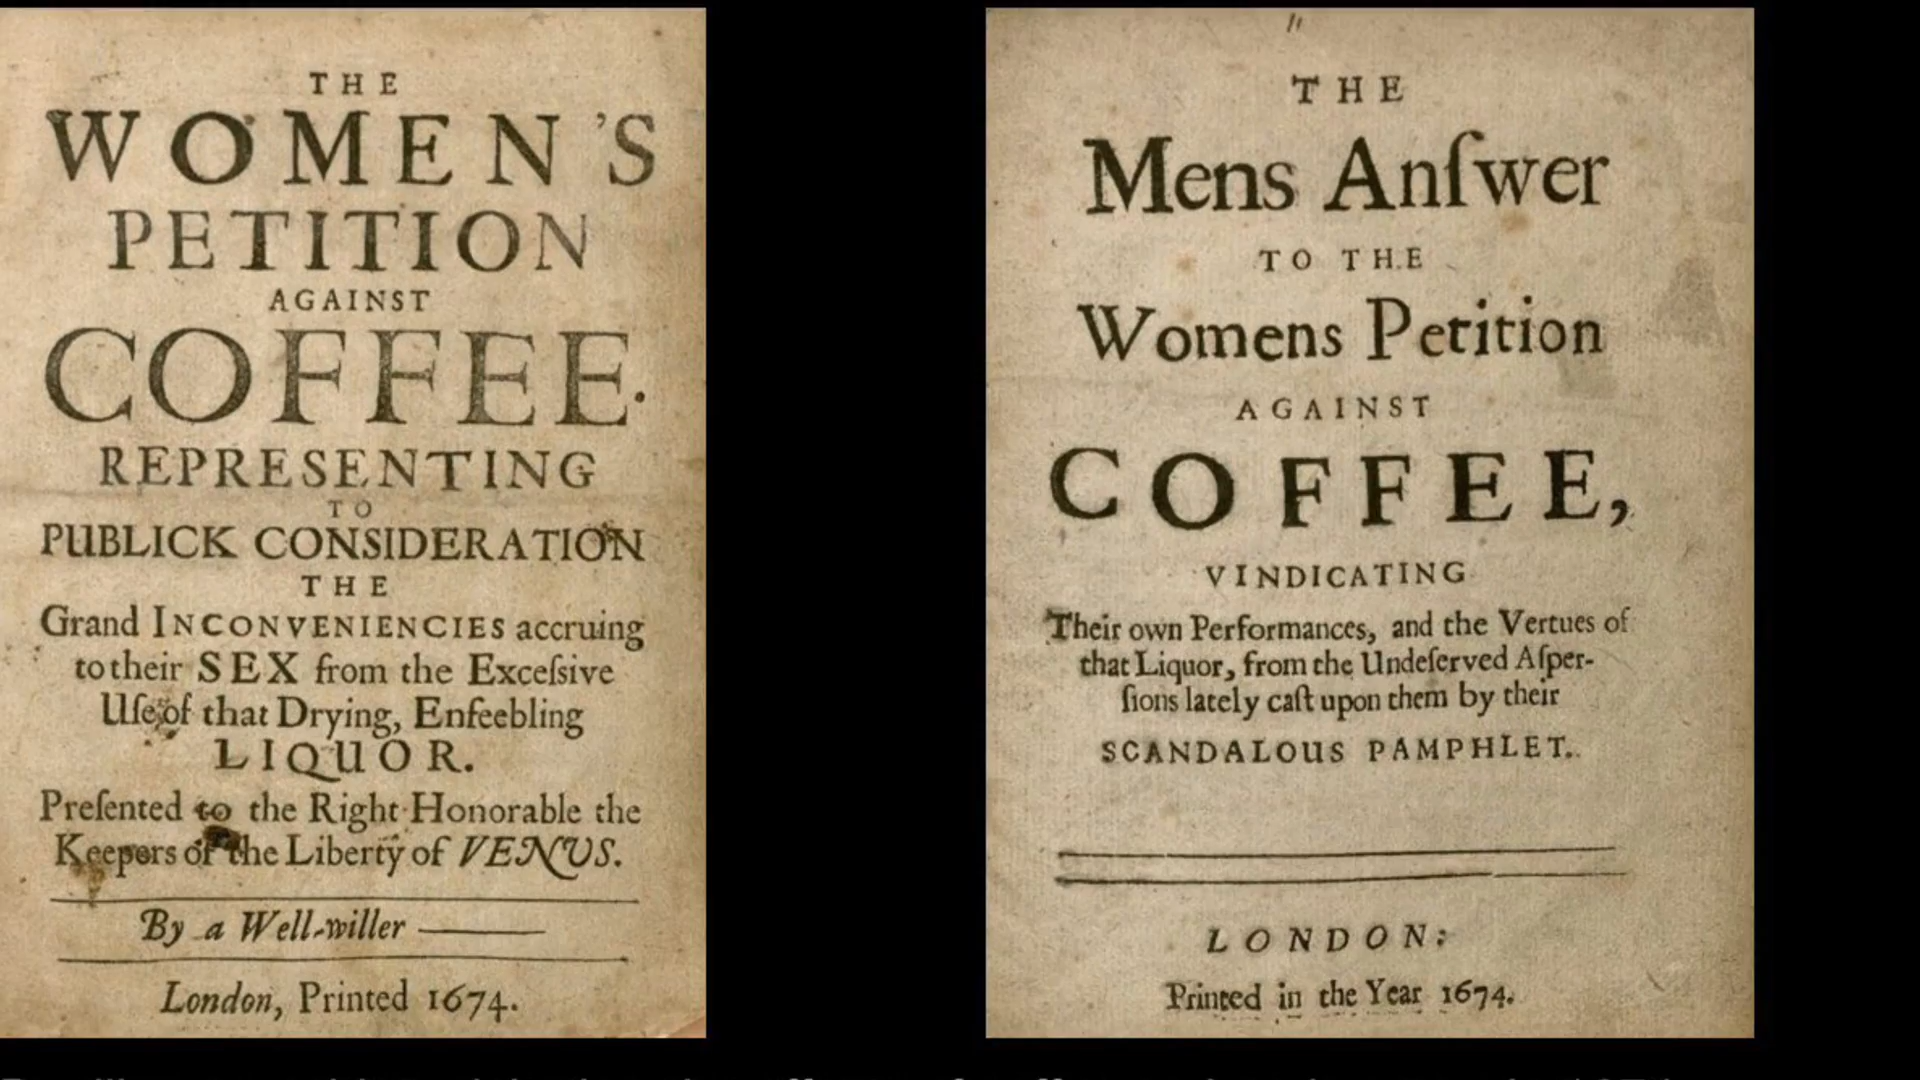 THE
WOMEN'S
PETITION
AGAINST
COFFEE.
REPRESENTING
TO
PUBLICK CONSIDERATION
THE
Grand INCONVENIENCIES accruing
to their SEX from the Exceſsive
Uſe of that Drying, Enfeebling
LIQUOR.
Preſented to the Right Honorable the
Keepers of the Liberty of VENUS.
By a Well-willer
London, Printed 1674.
THE
Mens Anſwer
TO THE
Womens Petition
AGAINST
COFFEE,
VINDICATING
Their own Performances, and the Vertues of
that Liquor, from the Undeſerved Aſper-
ſions lately caſt upon them by their
SCANDALOUS PAMPHLET.
LONDON:
Printed in the Year 1674.